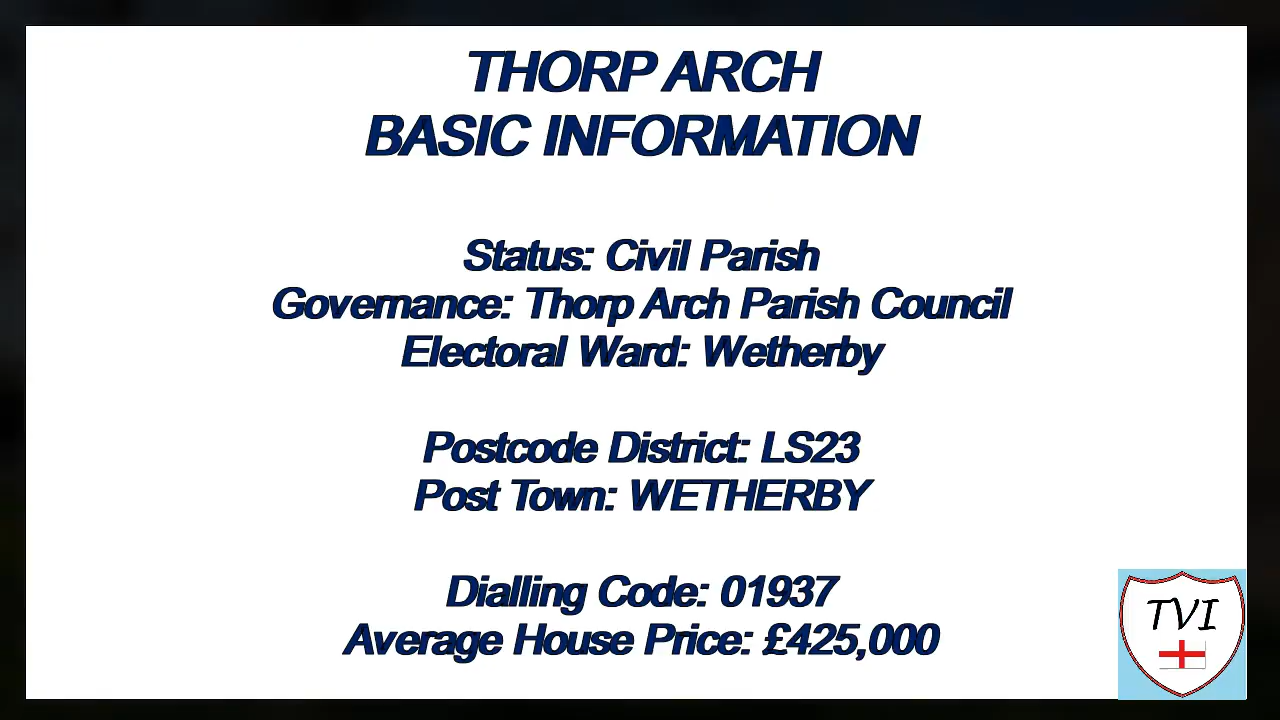 THORP ARCH
BASIC INFORMATION
Status: Civil Parish
Governance: Thorp Arch Parish Council
Electoral Ward: Wetherby
Postcode District: LS23
Post Town: WETHERBY
Dialling Code: 01937
Average House Price: £425,000
TVI